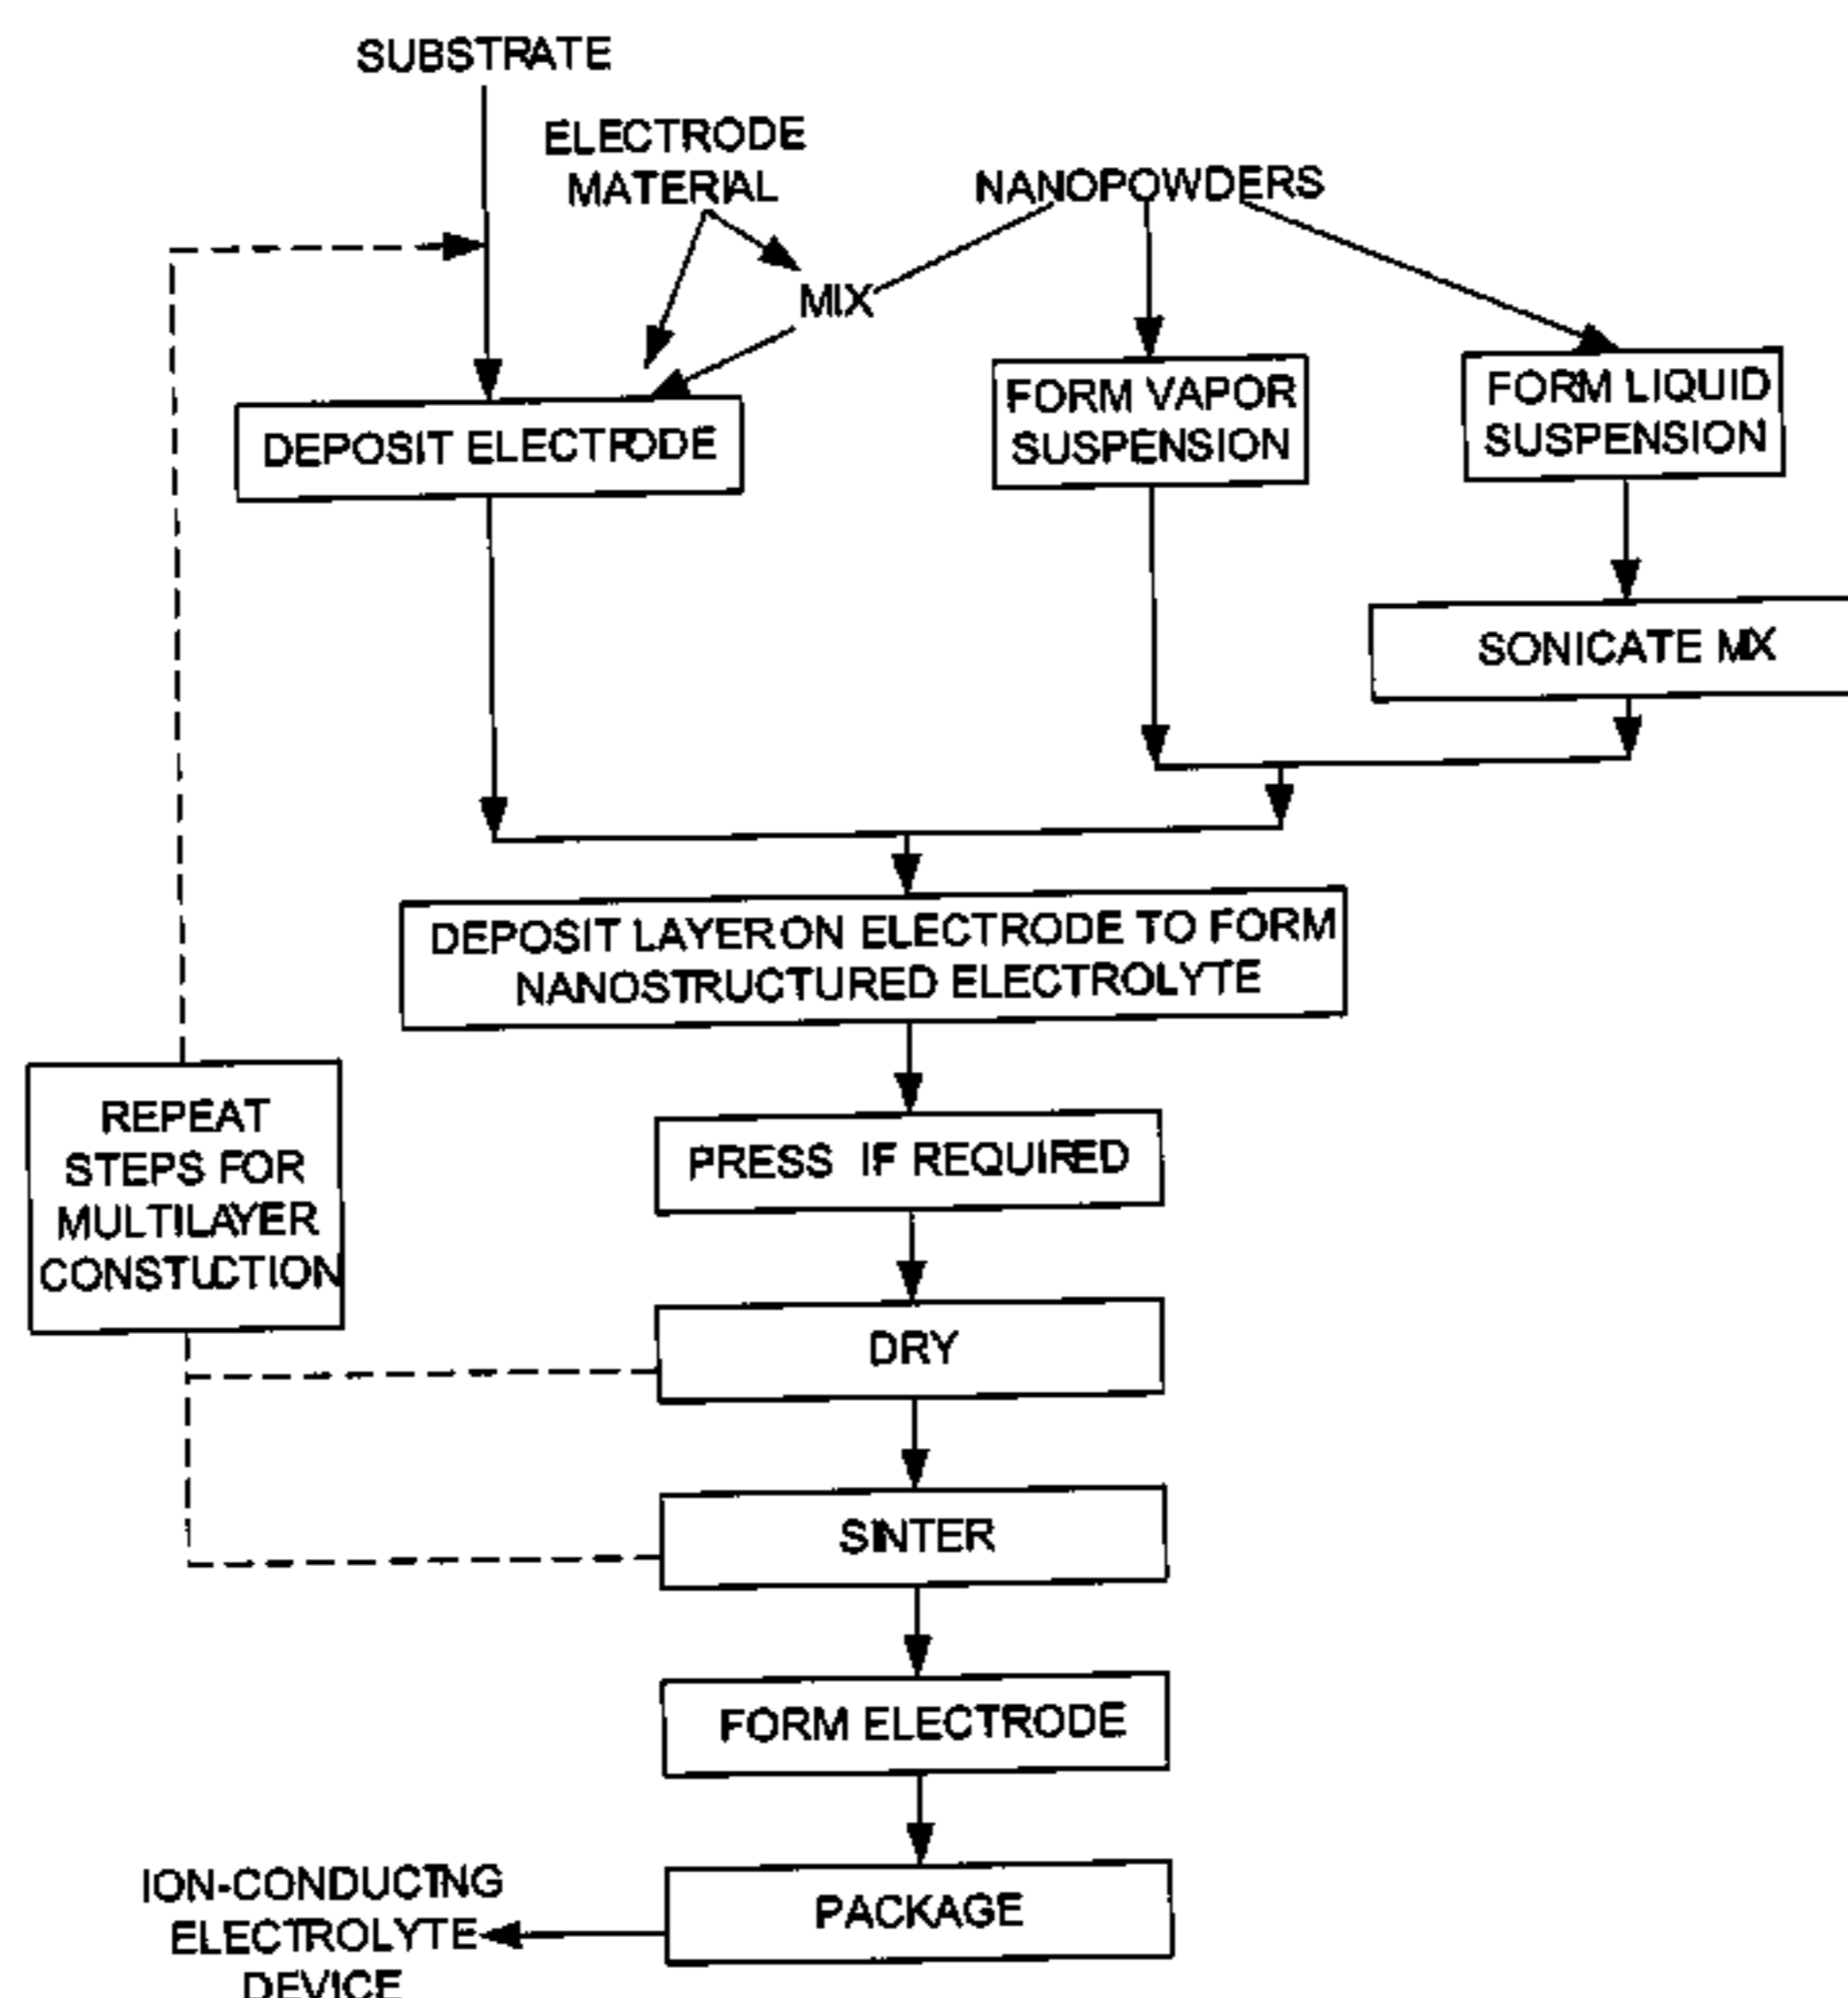 SUBSTRATE
ELECTRODE
MATERIAL
NANOPOWDERS
MIX
DEPOSIT ELECTRODE
FORM VAPOR
SUSPENSION
FORM LIQUID
SUSPENSION
SONICATE MIX
DEPOSIT LAYER ON ELECTRODE TO FORM
NANOSTRUCTURED ELECTROLYTE
REPEAT
STEPS FOR
MULTILAYER
CONSTUCTION
PRESS IF REQUIRED
DRY
SINTER
FORM ELECTRODE
PACKAGE
ION-CONDUCTING
ELECTROLYTE
DEVICE